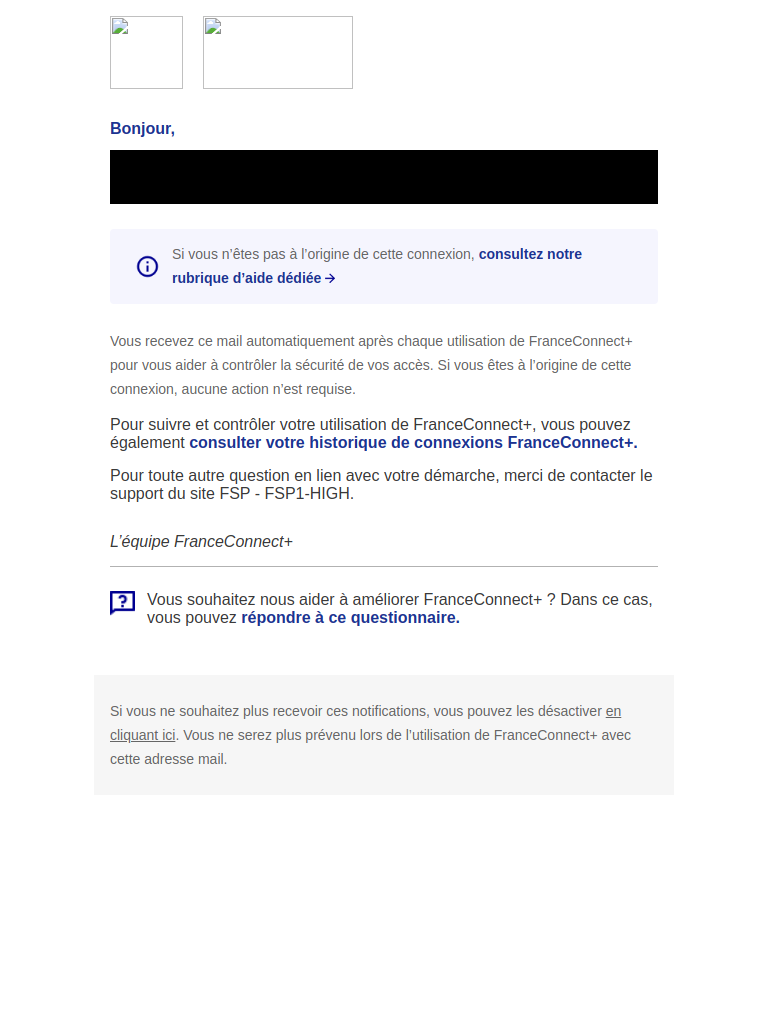 Bonjour,
Si vous n’êtes pas à l’origine de cette connexion, consultez notre
rubrique d’aide dédiée →
Vous recevez ce mail automatiquement après chaque utilisation de FranceConnect+
pour vous aider à contrôler la sécurité de vos accès. Si vous êtes à l’origine de cette
connexion, aucune action n’est requise.
Pour suivre et contrôler votre utilisation de FranceConnect+, vous pouvez
également consulter votre historique de connexions FranceConnect+.
Pour toute autre question en lien avec votre démarche, merci de contacter le
support du site FSP - FSP1-HIGH.
L’équipe FranceConnect+
Vous souhaitez nous aider à améliorer FranceConnect+ ? Dans ce cas,
vous pouvez répondre à ce questionnaire.
Si vous ne souhaitez plus recevoir ces notifications, vous pouvez les désactiver en
cliquant ici. Vous ne serez plus prévenu lors de l’utilisation de FranceConnect+ avec
cette adresse mail.